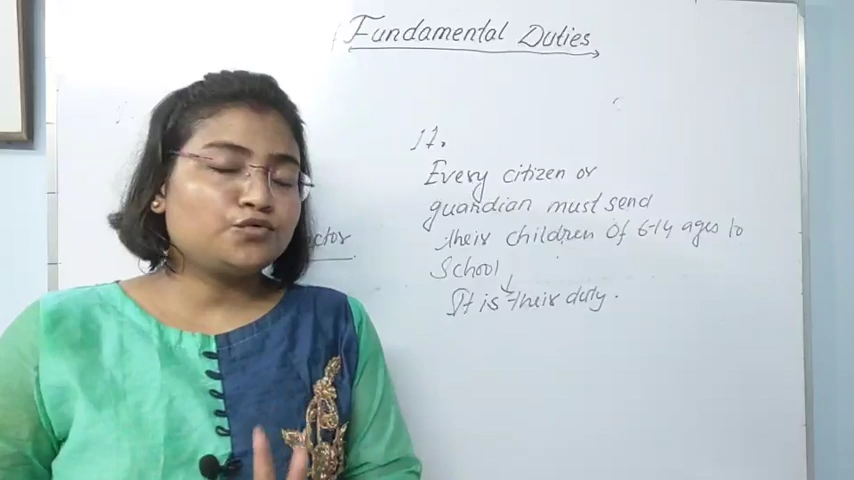 Fundamental Duties
11.
Every citizen or
guardian must send
their children of 6-14 ages to
School
It is their duty.